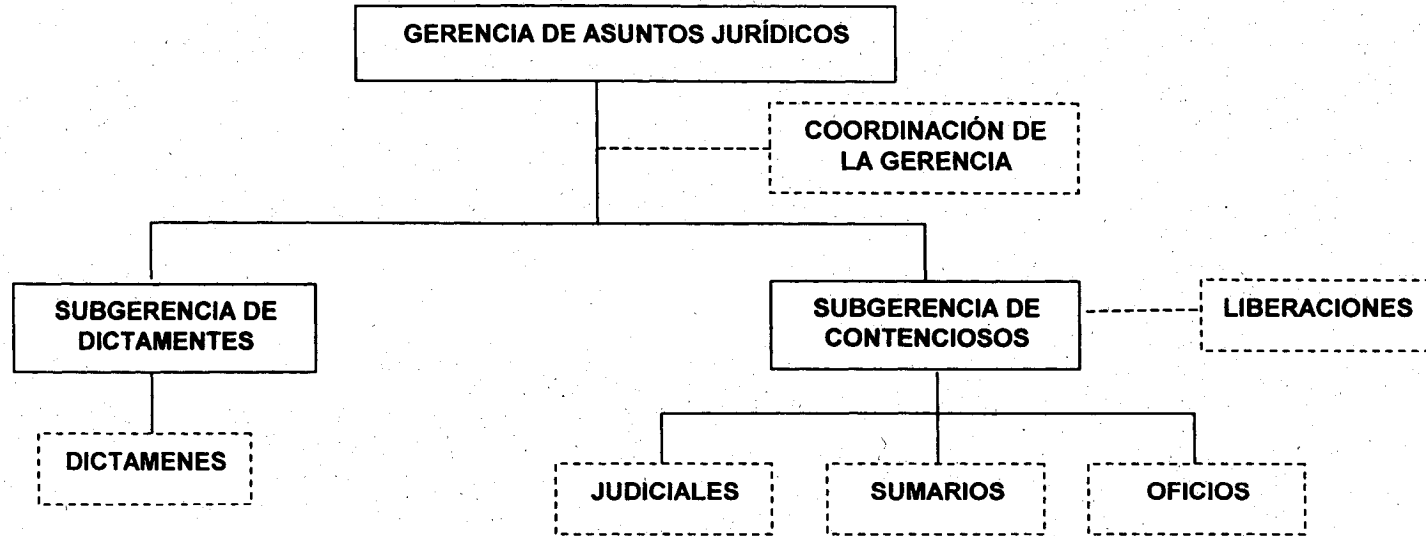 GERENCIA DE ASUNTOS JURÍDICOS
COORDINACIÓN DE
LA GERENCIA
SUBGERENCIA DE
DICTAMENTES
SUBGERENCIA DE
CONTENCIOSOS
LIBERACIONES
DICTAMENES
JUDICIALES
SUMARIOS
OFICIOS